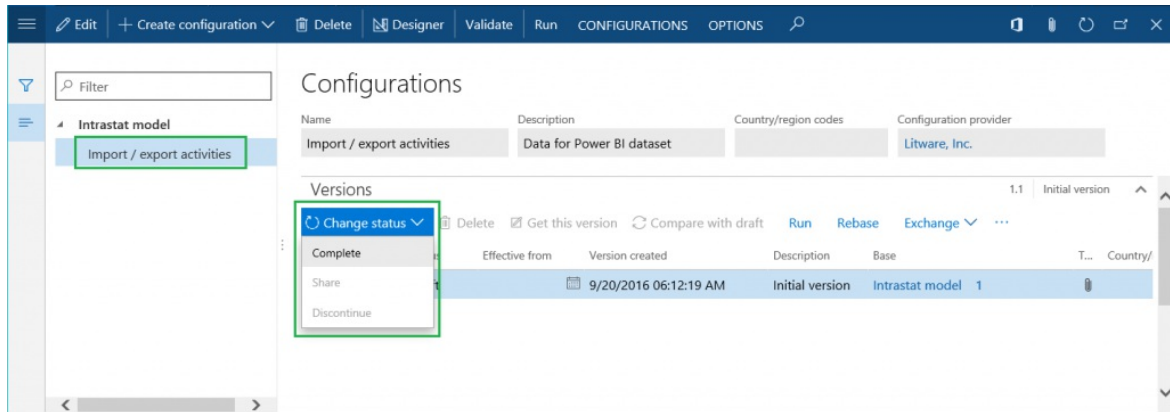 Edit + Create configuration Delete Designer Validate Run CONFIGURATIONS OPTIONS
Filter
Intrastat model
Import / export activities
Configurations
Name Description Country/region codes Configuration provider
Import / export activities Data for Power BI dataset Litware, Inc.
Versions 1.1 Initial version
Change status Delete Get this version Compare with draft Run Rebase Exchange ...
Effective from Version created Description Base T... Country/
9/20/2016 06:12:19 AM Initial version Intrastat model 1
Complete
Share
Discontinue